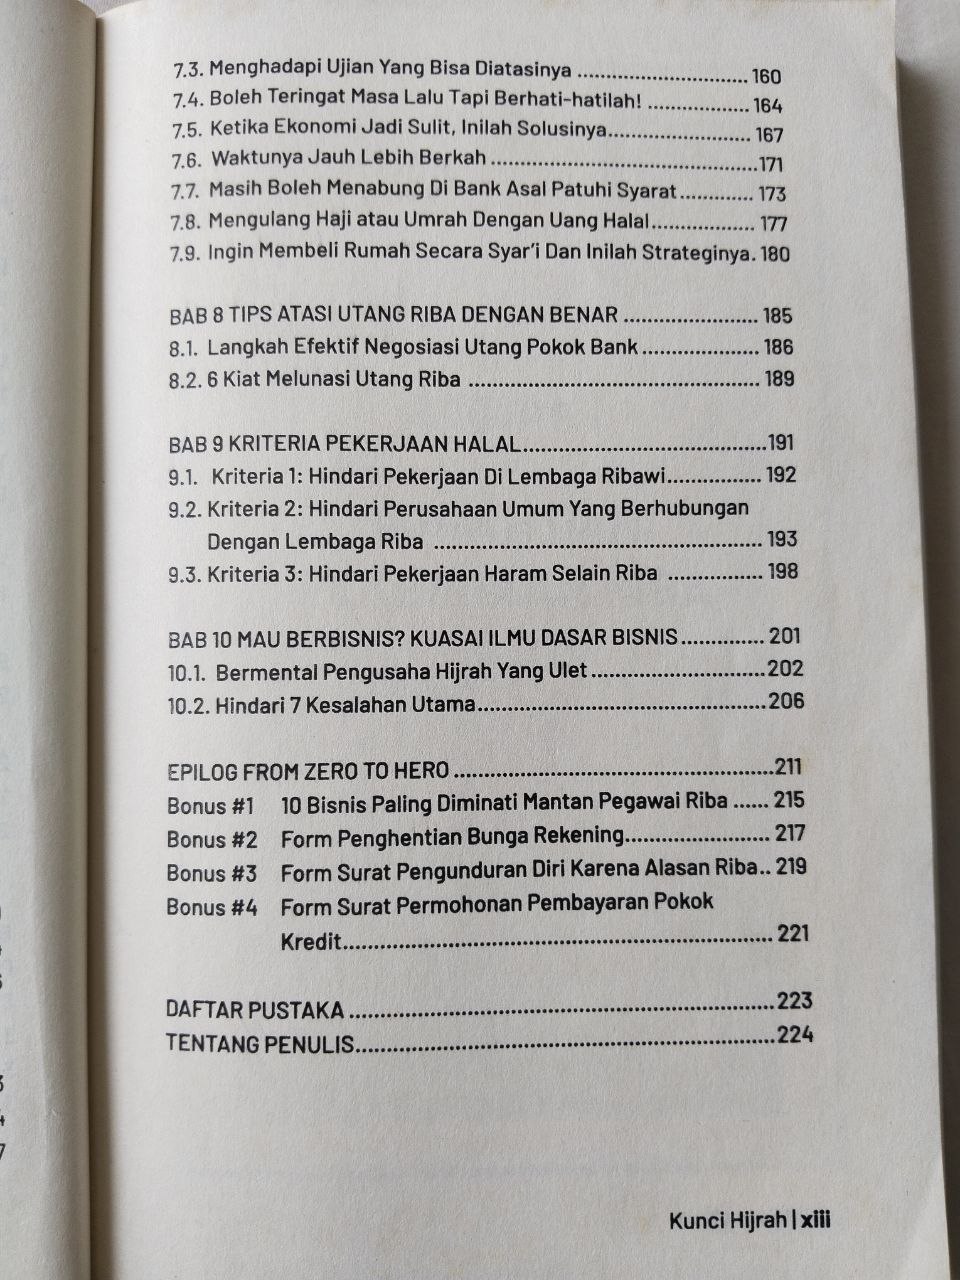 7.3. Menghadapi Ujian Yang Bisa Diatasinya ............................ 160
7.4. Boleh Teringat Masa Lalu Tapi Berhati-hatilah! ................. 164
7.5. Ketika Ekonomi Jadi Sulit, Inilah Solusinya....................... 167
7.6. Waktunya Jauh Lebih Berkah ...........................................171
7.7. Masih Boleh Menabung Di Bank Asal Patuhi Syarat............ 173
7.8. Mengulang Haji atau Umrah Dengan Uang Halal................. 177
7.9. Ingin Membeli Rumah Secara Syar'i Dan Inilah Strateginya. 180
BAB 8 TIPS ATASI UTANG RIBA DENGAN BENAR ...................... 185
8.1. Langkah Efektif Negosiasi Utang Pokok Bank ................... 186
8.2. 6 Kiat Melunasi Utang Riba ............................................... 189
BAB 9 KRITERIA PEKERJAAN HALAL.......................................191
9.1. Kriteria 1: Hindari Pekerjaan Di Lembaga Ribawi............... 192
9.2. Kriteria 2: Hindari Perusahaan Umum Yang Berhubungan
Dengan Lembaga Riba ..................................................... 193
9.3. Kriteria 3: Hindari Pekerjaan Haram Selain Riba ............... 198
BAB 10 MAU BERBISNIS? KUASAI ILMU DASAR BISNIS.............. 201
10.1. Bermental Pengusaha Hijrah Yang Ulet ............................202
10.2. Hindari 7 Kesalahan Utama...............................................206
EPILOG FROM ZERO TO HERO ....................................................211
Bonus #1 10 Bisnis Paling Diminati Mantan Pegawai Riba ...... 215
Bonus #2 Form Penghentian Bunga Rekening........................ 217
Bonus #3 Form Surat Pengunduran Diri Karena Alasan Riba.. 219
Bonus #4 Form Surat Permohonan Pembayaran Pokok
Kredit...................................................................... 221
DAFTAR PUSTAKA .....................................................................223
TENTANG PENULIS....................................................................224
Kunci Hijrah | xiii